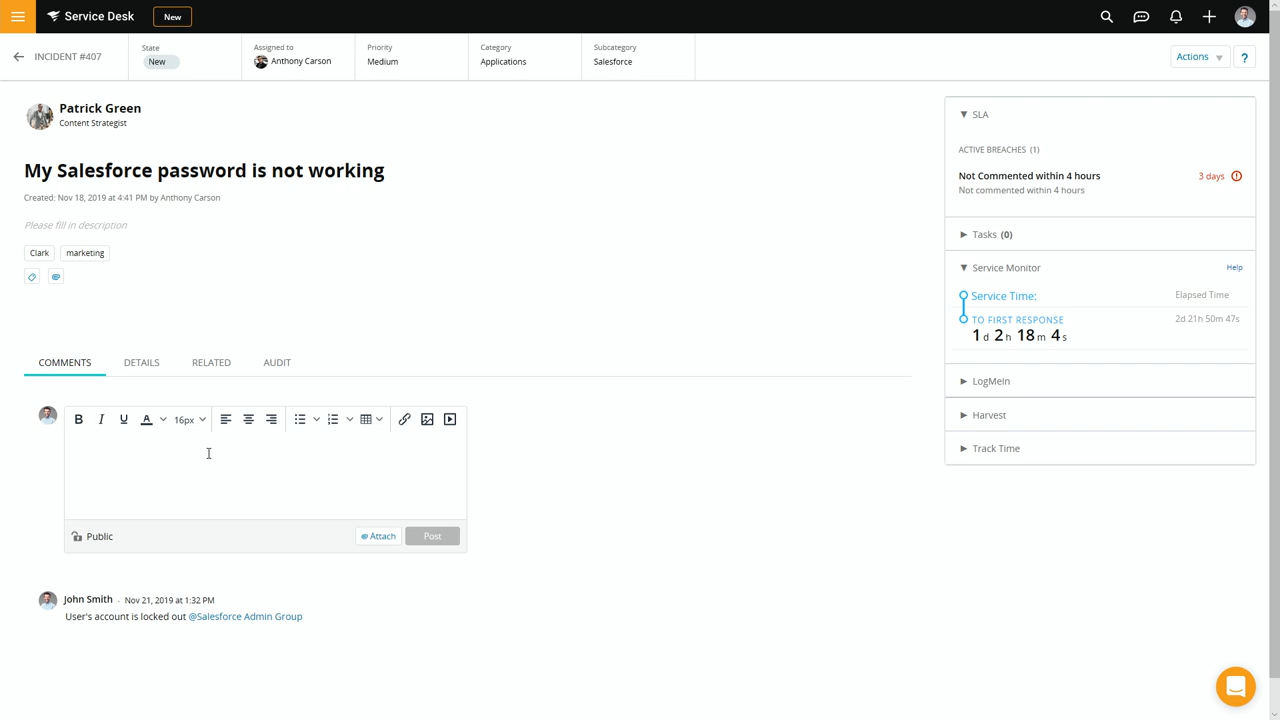 Service Desk
New
INCIDENT #407
State
New
Assigned to
Anthony Carson
Priority
Medium
Category
Applications
Subcategory
Salesforce
Actions
?
Patrick Green
Content Strategist
My Salesforce password is not working
Created: Nov 18, 2019 at 4:41 PM by Anthony Carson
Please fill in description
Clark
marketing
COMMENTS
DETAILS
RELATED
AUDIT
B I U A 16px
Public
Attach
Post
John Smith - Nov 21, 2019 at 1:32 PM
User's account is locked out @Salesforce Admin Group
SLA
ACTIVE BREACHES (1)
Not Commented within 4 hours 3 days
Not commented within 4 hours
Tasks (0)
Service Monitor Help
Service Time: Elapsed Time
TO FIRST RESPONSE 2d 21h 50m 47s
1 d 2 h 18 m 4 s
LogMeIn
Harvest
Track Time